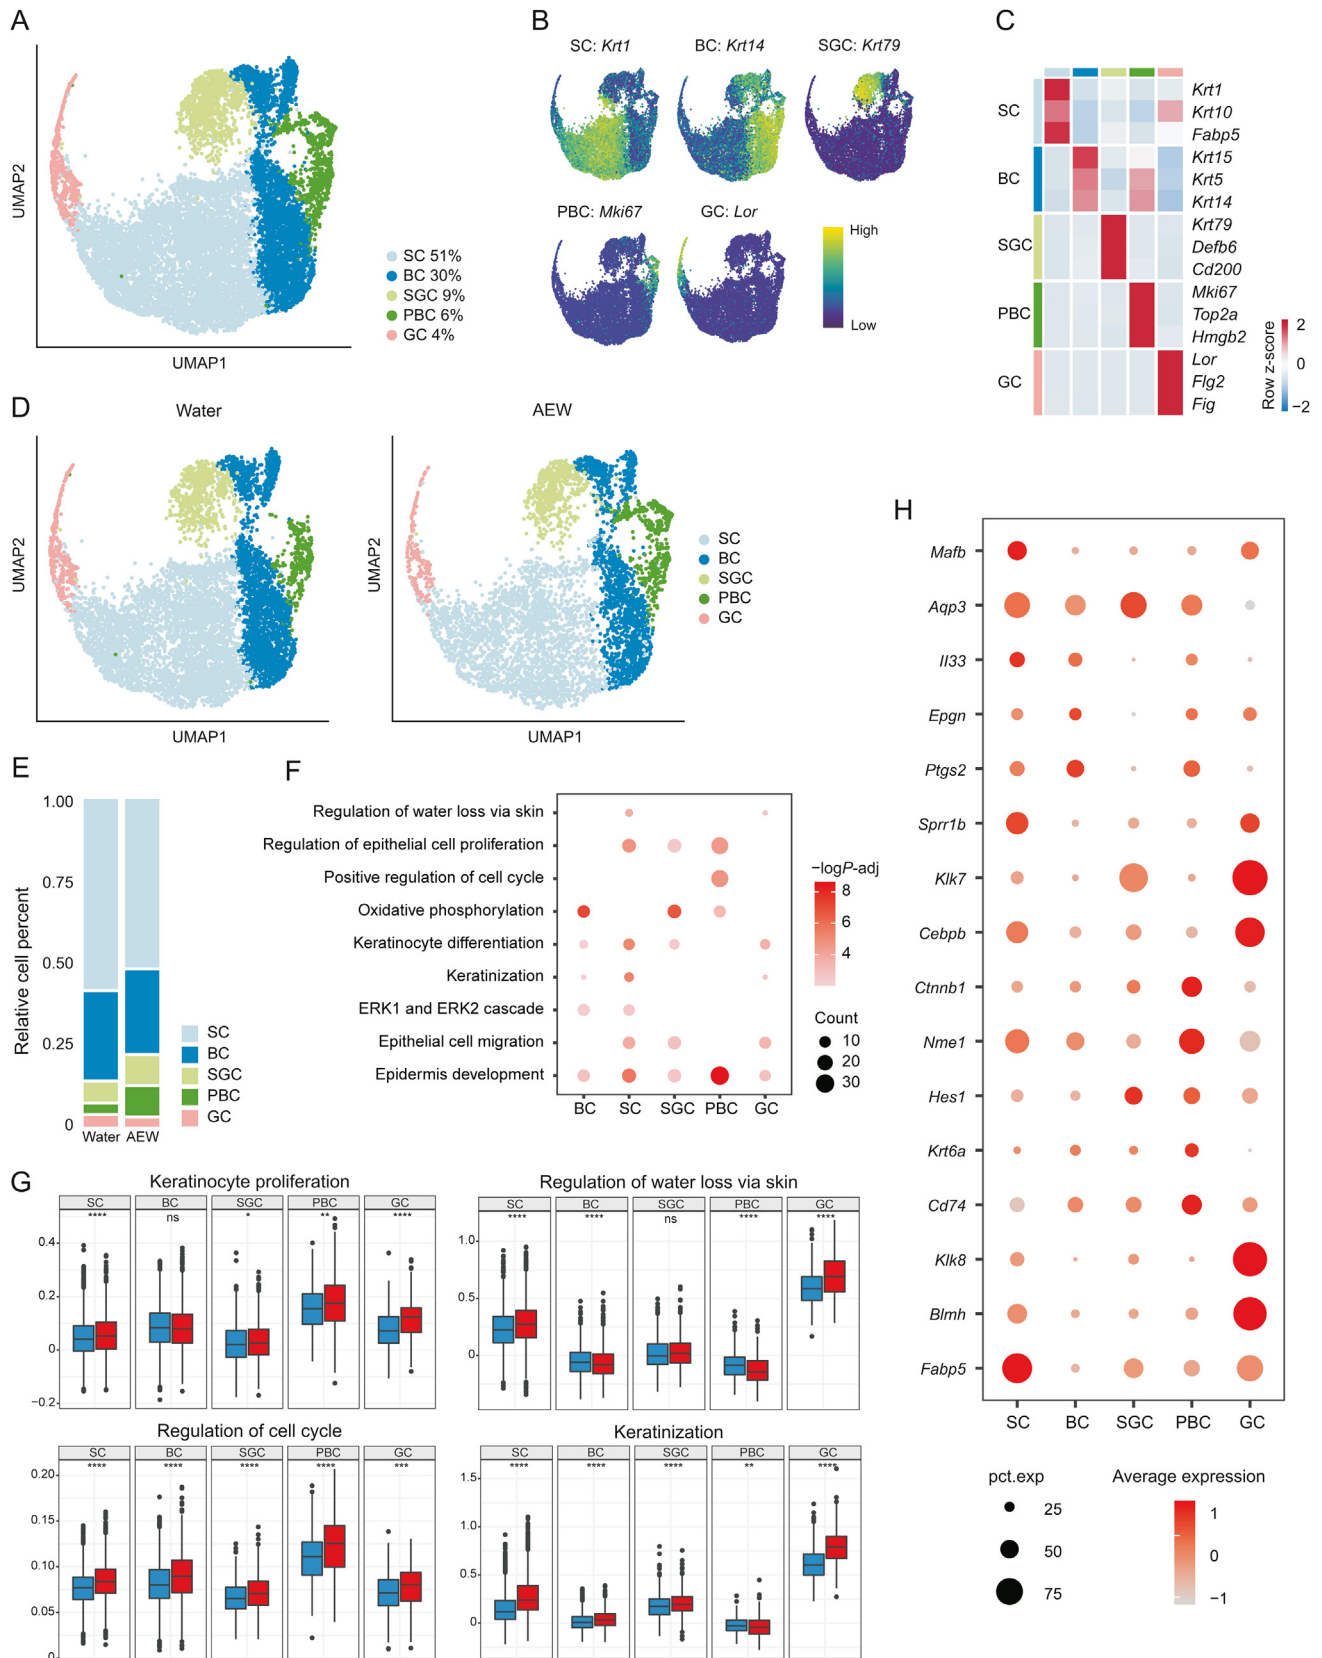 A
UMAP2
UMAP1
SC 51%
BC 30%
SGC 9%
PBC 6%
GC 4%
B
SC: Krt1
BC: Krt14
SGC: Krt79
PBC: Mki67
GC: Lor
High
Low
C
SC
BC
SGC
PBC
GC
Krt1
Krt10
Fabp5
Krt15
Krt5
Krt14
Krt79
Defb6
Cd200
Mki67
Top2a
Hmgb2
Lor
Flg2
Fig
Row z-score
2
0
−2
D
Water
AEW
UMAP2
UMAP1
UMAP2
UMAP1
SC
BC
SGC
PBC
GC
E
Relative cell percent
1.00
0.75
0.50
0.25
0
Water
AEW
SC
BC
SGC
PBC
GC
F
Regulation of water loss via skin
Regulation of epithelial cell proliferation
Positive regulation of cell cycle
Oxidative phosphorylation
Keratinocyte differentiation
Keratinization
ERK1 and ERK2 cascade
Epithelial cell migration
Epidermis development
BC
SC
SGC
PBC
GC
−logP-adj
8
6
4
Count
10
20
30
G
Keratinocyte proliferation
SC
BC
SGC
PBC
GC
****
ns
*
**
****
0.4
0.2
0
−0.2
Regulation of water loss via skin
SC
BC
SGC
PBC
GC
****
****
ns
****
****
1.0
0.5
0
Regulation of cell cycle
SC
BC
SGC
PBC
GC
****
****
****
****
***
0.20
0.15
0.10
0.05
0
Keratinization
SC
BC
SGC
PBC
GC
****
****
****
**
****
1.5
1.0
0.5
0
H
Mafb
Aqp3
Il33
Epgn
Ptgs2
Sprr1b
Klk7
Cebpb
Ctnnb1
Nme1
Hes1
Krt6a
Cd74
Klk8
Blmh
Fabp5
SC
BC
SGC
PBC
GC
pct.exp
25
50
75
Average expression
1
0
−1